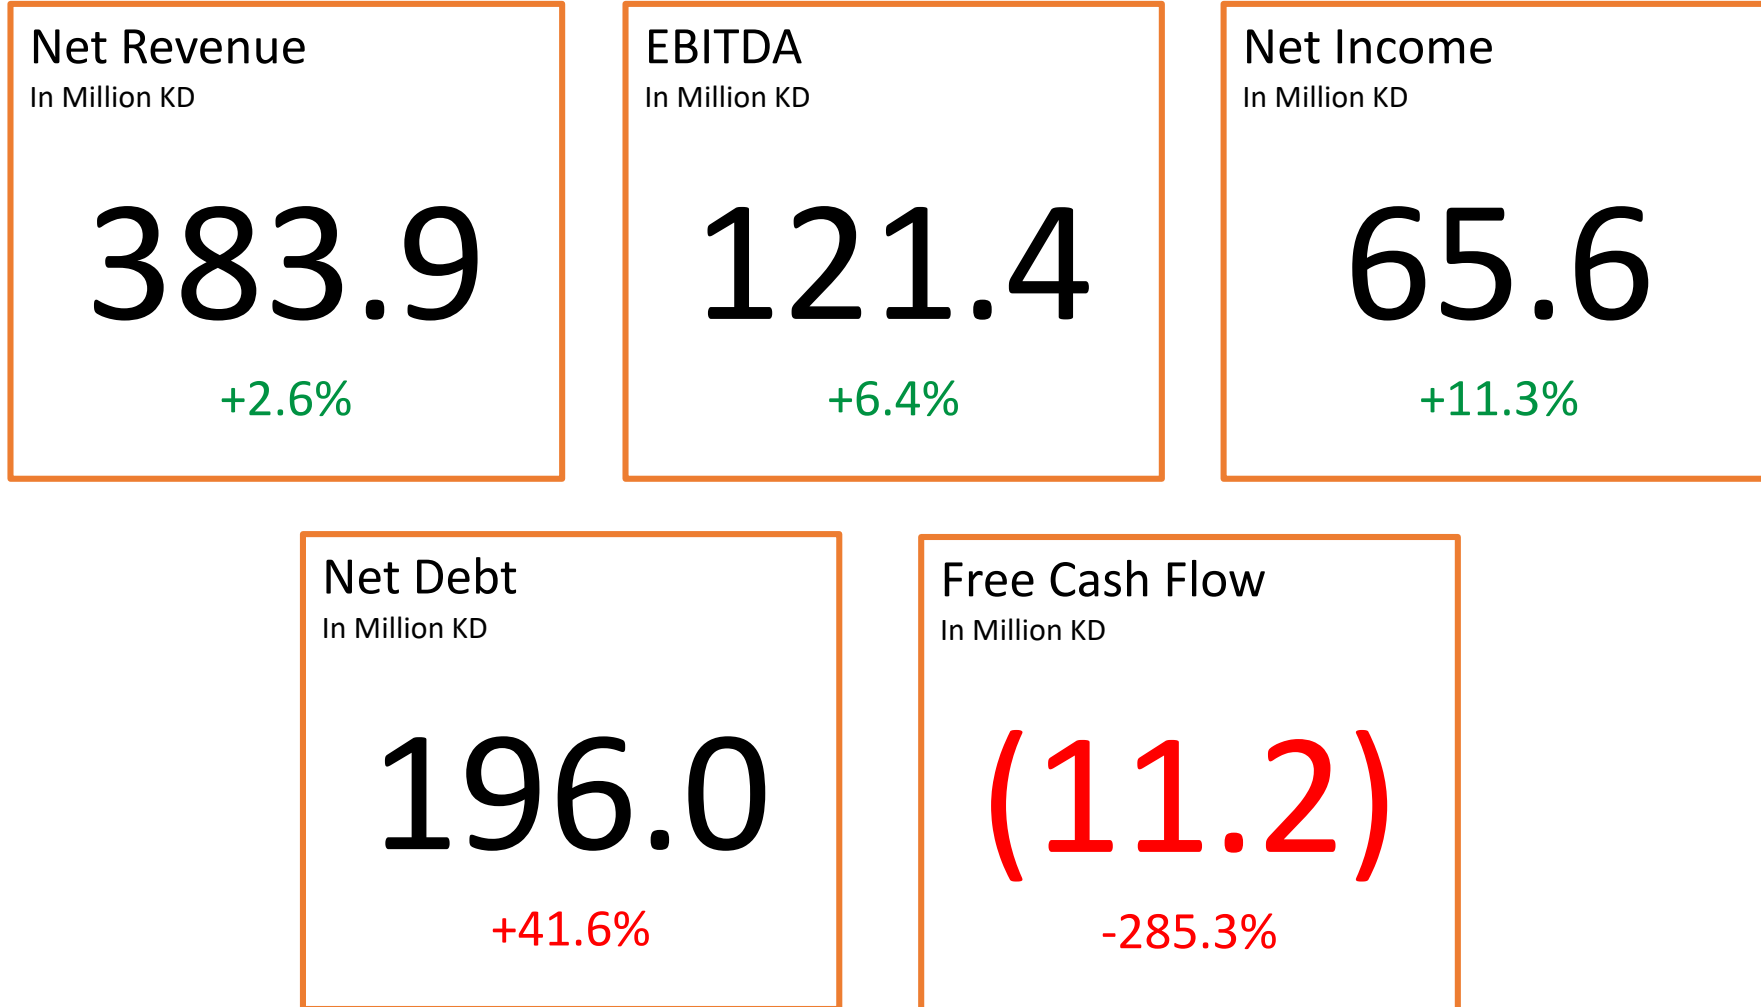 Net Revenue
In Million KD
383.9
+2.6%
EBITDA
In Million KD
121.4
+6.4%
Net Income
In Million KD
65.6
+11.3%
Net Debt
In Million KD
196.0
+41.6%
Free Cash Flow
In Million KD
(11.2)
-285.3%